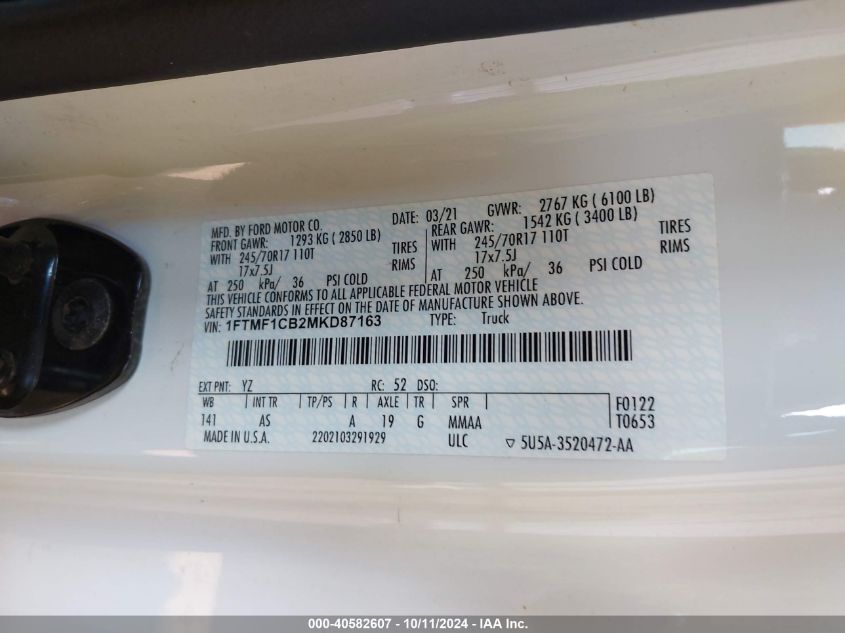 MFD. BY FORD MOTOR CO. DATE: 03/21 GVWR: 2767 KG ( 6100 LB)
FRONT GAWR: 1293 KG ( 2850 LB) REAR GAWR: 1542 KG ( 3400 LB)
WITH 245/70R17 110T TIRES WITH 245/70R17 110T TIRES
17x7.5J RIMS 17x7.5J RIMS
AT 250 kPa/ 36 PSI COLD AT 250 kPa/ 36 PSI COLD
THIS VEHICLE CONFORMS TO ALL APPLICABLE FEDERAL MOTOR VEHICLE
SAFETY STANDARDS IN EFFECT ON THE DATE OF MANUFACTURE SHOWN ABOVE.
VIN: 1FTMF1CB2MKD87163 TYPE: Truck
EXT PNT: YZ RC: 52 DSO:
WB INT TR TP/PS R AXLE TR SPR F0122
141 AS A 19 G MMAA T0653
MADE IN U.S.A. 2202103291929 ULC ▽ 5U5A-3520472-AA
000-40582607 - 10/11/2024 - IAA Inc.